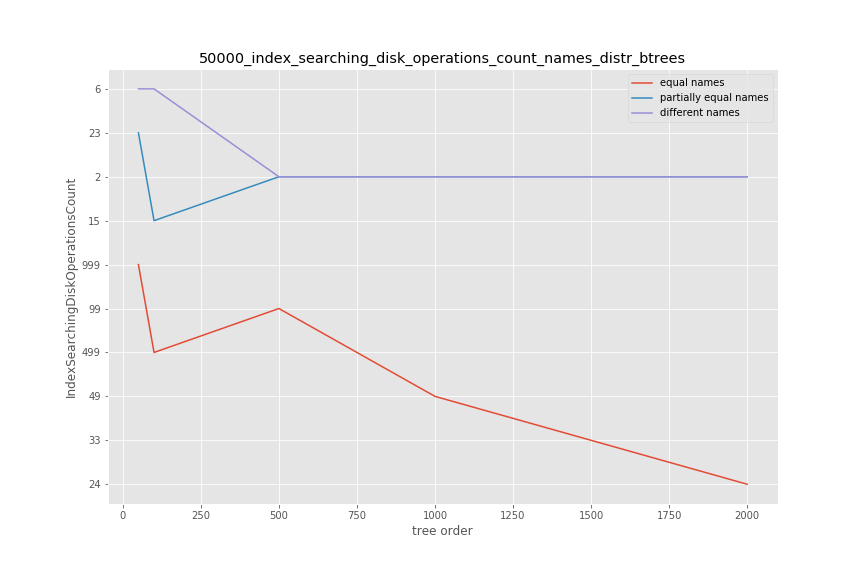 50000_index_searching_disk_operations_count_names_distr_btrees
equal names
partially equal names
different names
IndexSearchingDiskOperationsCount
6
23
2
15
999
99
499
49
33
24
0 250 500 750 1000 1250 1500 1750 2000
tree order